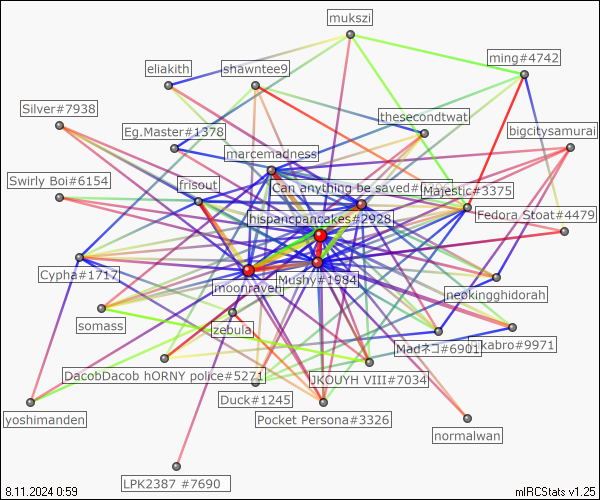 mukszi
ming#4742
eliakith
shawntee9
Silver#7938
thesecondtwat
Eg.Master#1378
bigcitysamurai
marcemadness
Swirly Boi#6154
frisout
Can anything be saved#
Majestic#3375
hispancpancakes#2928
Fedora Stoat#4479
Cypha#1717
moonraven
Mushy#1984
neokingghidorah
somass
zebula
Madネコ#6901
kabro#9971
DacobDacob hORNY police#5271
JKOUYH VIII#7034
Duck#1245
yoshimanden
Pocket Persona#3326
normalwan
LPK2387 #7690
8.11.2024 0:59
mIRCStats v1.25